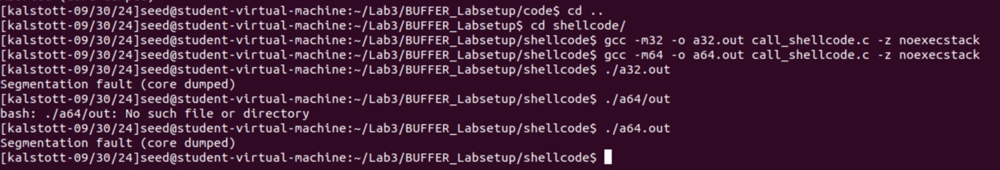 [kalstott-09/30/24]seed@student-virtual-machine:~/Lab3/BUFFER_Labsetup/code$ cd ..
[kalstott-09/30/24]seed@student-virtual-machine:~/Lab3/BUFFER_Labsetup$ cd shellcode/
[kalstott-09/30/24]seed@student-virtual-machine:~/Lab3/BUFFER_Labsetup/shellcode$ gcc -m32 -o a32.out call_shellcode.c -z noexecstack
[kalstott-09/30/24]seed@student-virtual-machine:~/Lab3/BUFFER_Labsetup/shellcode$ gcc -m64 -o a64.out call_shellcode.c -z noexecstack
[kalstott-09/30/24]seed@student-virtual-machine:~/Lab3/BUFFER_Labsetup/shellcode$ ./a32.out
Segmentation fault (core dumped)
[kalstott-09/30/24]seed@student-virtual-machine:~/Lab3/BUFFER_Labsetup/shellcode$ ./a64/out
bash: ./a64/out: No such file or directory
[kalstott-09/30/24]seed@student-virtual-machine:~/Lab3/BUFFER_Labsetup/shellcode$ ./a64.out
Segmentation fault (core dumped)
[kalstott-09/30/24]seed@student-virtual-machine:~/Lab3/BUFFER_Labsetup/shellcode$